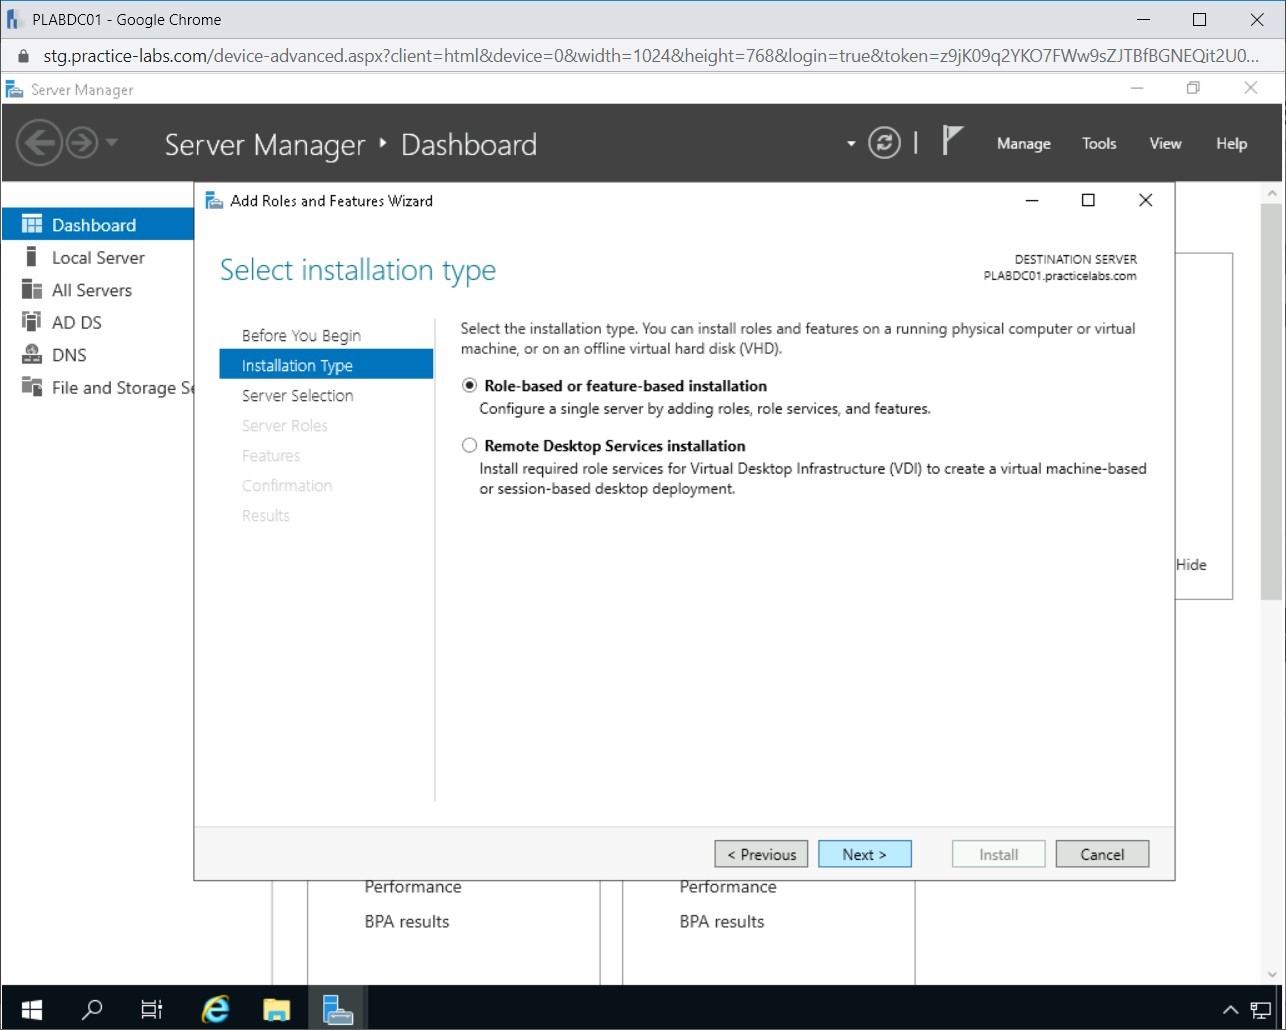 PLABDC01 - Google Chrome
stg.practice-labs.com/device-advanced.aspx?client=html&device=0&width=1024&height=768&login=true&token=z9jK09q2YKO7FWw9sZJTBfBGNEQit2U0...
Server Manager
Server Manager ▸ Dashboard
Manage Tools View Help
Dashboard
Local Server
All Servers
AD DS
DNS
File and Storage Se
Add Roles and Features Wizard
Select installation type
DESTINATION SERVER
PLABDC01.practicelabs.com
Before You Begin
Installation Type
Server Selection
Server Roles
Features
Confirmation
Results
Select the installation type. You can install roles and features on a running physical computer or virtual
machine, or on an offline virtual hard disk (VHD).
Role-based or feature-based installation
Configure a single server by adding roles, role services, and features.
Remote Desktop Services installation
Install required role services for Virtual Desktop Infrastructure (VDI) to create a virtual machine-based
or session-based desktop deployment.
Hide
< Previous Next > Install Cancel
Performance Performance
BPA results BPA results